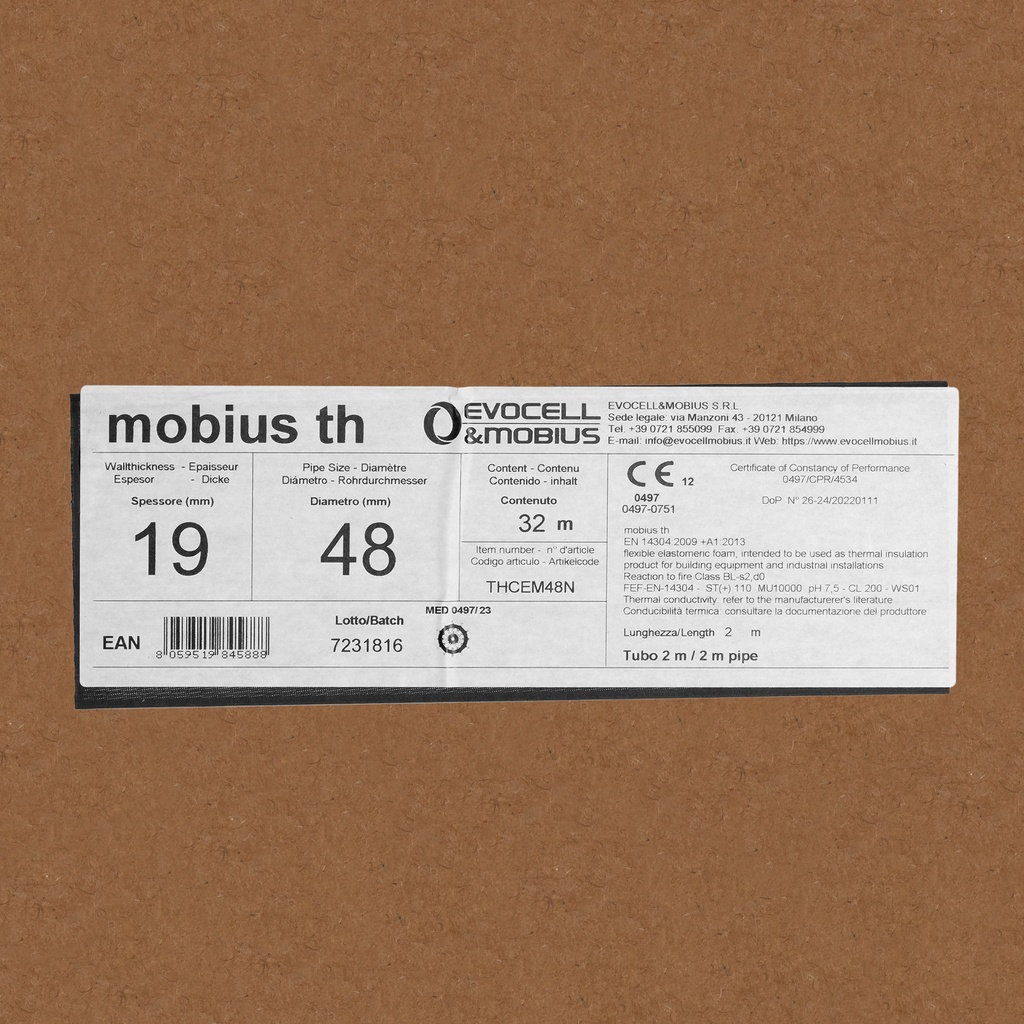 mobius th
EVOCELL
&MOBIUS
EVOCELL&MOBIUS S.R.L.
Sede legale: via Manzoni 43 - 20121 Milano
Tel. +39 0721 855099 Fax. +39 0721 854999
E-mail: info@evocellmobius.it Web: https://www.evocellmobius.it
Wallthickness - Epaisseur
Espesor - Dicke
Spessore (mm)
19
Pipe Size - Diamètre
Diámetro - Rohrdurchmesser
Diametro (mm)
48
Content - Contenu
Contenido - inhalt
Contenuto
32 m
Item number - n° d'article
Codigo articulo - Artikelcode
THCEM48N
CE 12
0497
0497-0751
Certificate of Constancy of Performance
0497/CPR/4534
DoP N° 26-24/20220111
mobius th
EN 14304:2009 +A1:2013
flexible elastomeric foam, intended to be used as thermal insulation
product for building equipment and industrial installations
Reaction to fire Class BL-s2,d0
FEF-EN-14304 - ST(+) 110 MU10000 pH 7,5 - CL 200 - WS01
Thermal conductivity: refer to the manufacturerer's literature
Conducibilità termica: consultare la documentazione del produttore
Lunghezza/Length 2 m
Tubo 2 m / 2 m pipe
EAN
8 059519 845888
Lotto/Batch
7231816
MED 0497/23